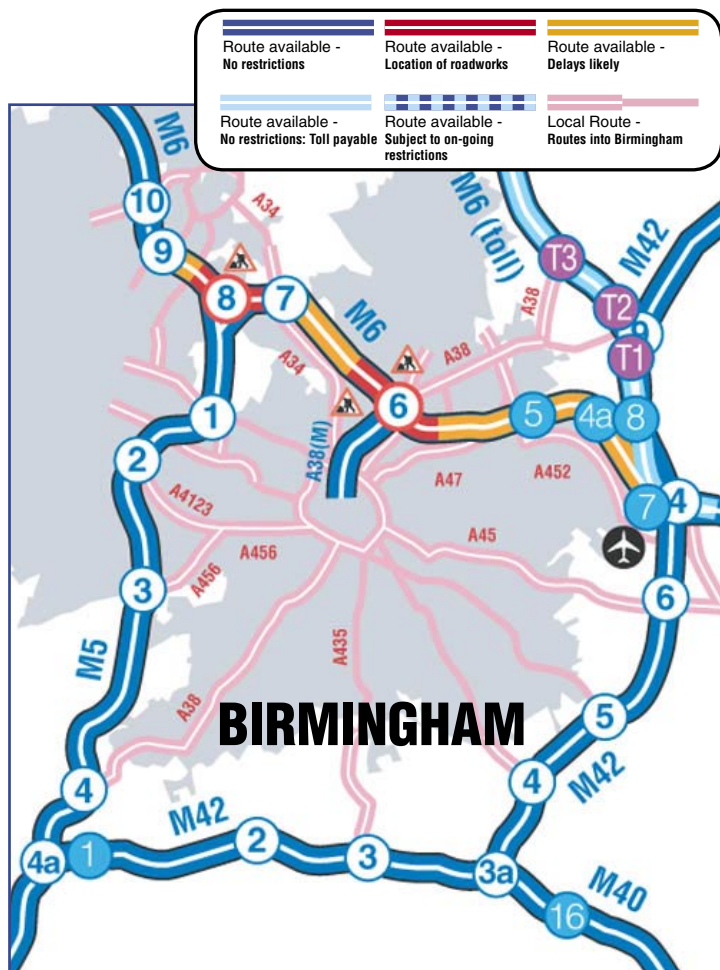 Route available -
No restrictions
Route available -
Location of roadworks
Route available -
Delays likely
Route available -
No restrictions: Toll payable
Route available -
Subject to on-going
restrictions
Local Route -
Routes into Birmingham
M6
10
A34
M6 (toll)
M42
9
T3
8
7
A38
T2
9
M6
T1
A34
A38
6
5
4a
8
1
A38(M)
2
A47
A452
A4123
7
4
A45
A456
A456
3
6
A435
M5
A38
BIRMINGHAM
5
4
4
M42
M42
2
4a
1
3
3a
M40
16